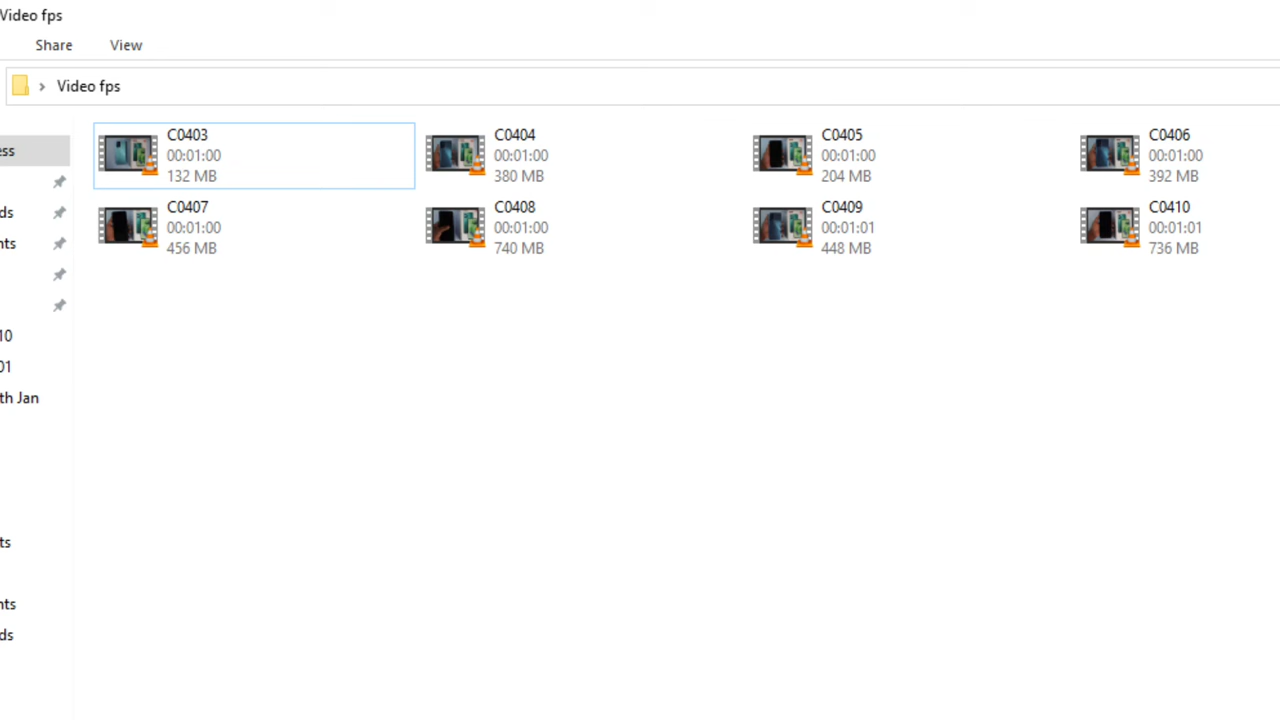 Video fps
Share View
Video fps
C0403
00:01:00
132 MB
C0404
00:01:00
380 MB
C0405
00:01:00
204 MB
C0406
00:01:00
392 MB
C0407
00:01:00
456 MB
C0408
00:01:00
740 MB
C0409
00:01:01
448 MB
C0410
00:01:01
736 MB
ess
ds
nts
10
01
th Jan
ts
nts
ds